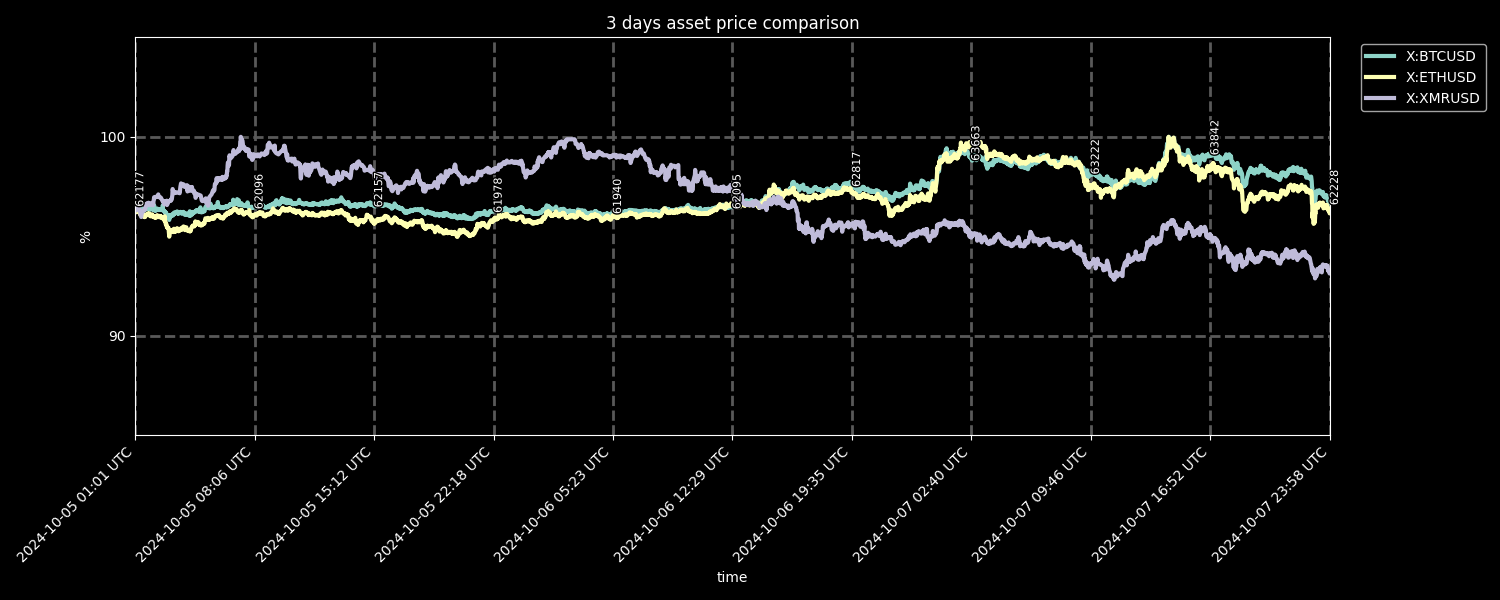 3 days asset price comparison
X:BTCUSD
X:ETHUSD
X:XMRUSD
100
90
%
62177
62096
62157
61978
61940
62095
62817
63663
63222
63842
62228
2024-10-05 01:01 UTC
2024-10-05 08:06 UTC
2024-10-05 15:12 UTC
2024-10-05 22:18 UTC
2024-10-06 05:23 UTC
2024-10-06 12:29 UTC
2024-10-06 19:35 UTC
2024-10-07 02:40 UTC
2024-10-07 09:46 UTC
2024-10-07 16:52 UTC
2024-10-07 23:58 UTC
time